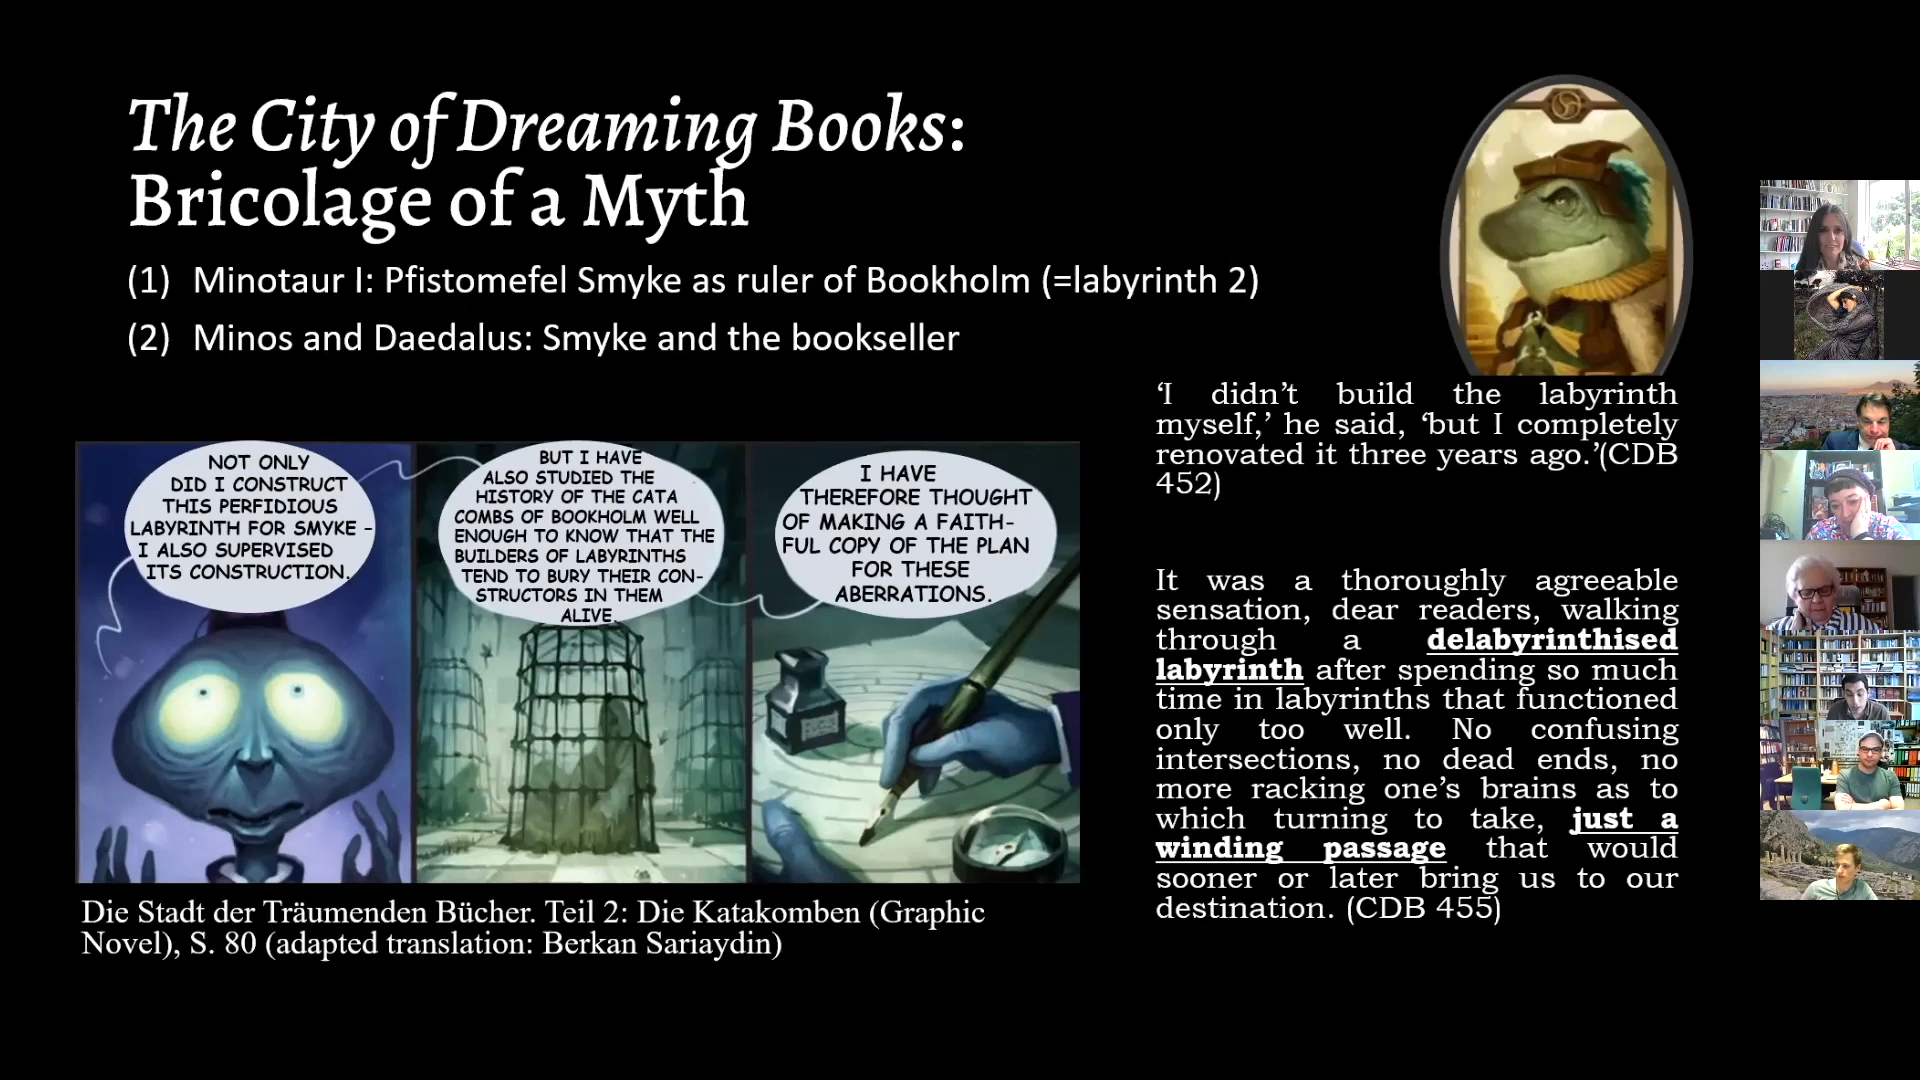 The City of Dreaming Books:
Bricolage of a Myth
(1) Minotaur I: Pfistomefel Smyke as ruler of Bookholm (=labyrinth 2)
(2) Minos and Daedalus: Smyke and the bookseller
NOT ONLY
DID I CONSTRUCT
THIS PERFIDIOUS
LABYRINTH FOR SMYKE -
I ALSO SUPERVISED
ITS CONSTRUCTION.
BUT I HAVE
ALSO STUDIED THE
HISTORY OF THE CATA
COMBS OF BOOKHOLM WELL
ENOUGH TO KNOW THAT THE
BUILDERS OF LABYRINTHS
TEND TO BURY THEIR CON-
STRUCTORS IN THEM
ALIVE.
I HAVE
THEREFORE THOUGHT
OF MAKING A FAITH-
FUL COPY OF THE PLAN
FOR THESE
ABERRATIONS.
Die Stadt der Träumenden Bücher. Teil 2: Die Katakomben (Graphic
Novel), S. 80 (adapted translation: Berkan Sariaydin)
‘I didn’t build the labyrinth
myself,’ he said, ‘but I completely
renovated it three years ago.’(CDB
452)
It was a thoroughly agreeable
sensation, dear readers, walking
through a delabyrinthised
labyrinth after spending so much
time in labyrinths that functioned
only too well. No confusing
intersections, no dead ends, no
more racking one’s brains as to
which turning to take, just a
winding passage that would
sooner or later bring us to our
destination. (CDB 455)